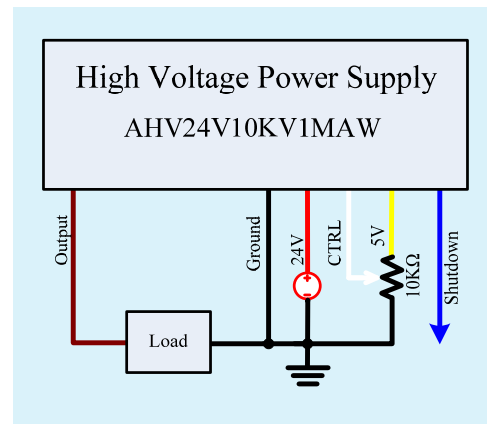 High Voltage Power Supply
AHV24V10KV1MAW
Output
Ground
24V
CTRL
5V
10KΩ
Shutdown
Load
+
−